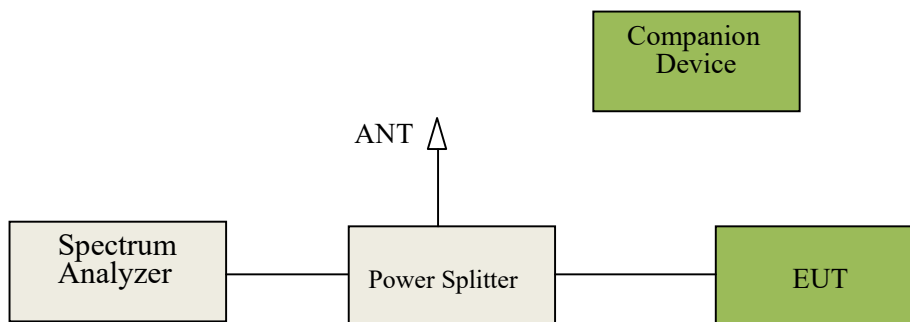 Companion
Device
ANT
Spectrum
Analyzer
Power Splitter
EUT